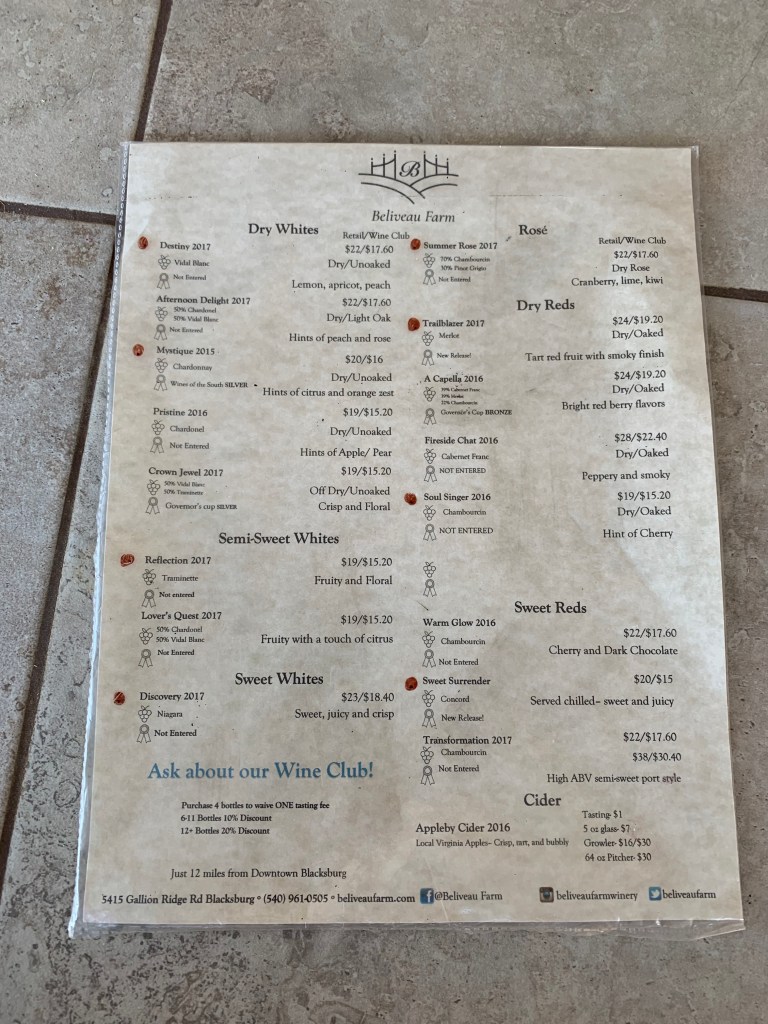 B
Beliveau Farm
Dry Whites
Retail/Wine Club
Destiny 2017
$22/$17.60
Vidal Blanc
Dry/Unoaked
Not Entered
Lemon, apricot, peach
Afternoon Delight 2017
$22/$17.60
50% Chardonel
50% Vidal Blanc
Dry/Light Oak
Not Entered
Hints of peach and rose
Mystique 2015
$20/$16
Chardonnay
Dry/Unoaked
Wines of the South SILVER
Hints of citrus and orange zest
Pristine 2016
$19/$15.20
Chardonel
Dry/Unoaked
Not Entered
Hints of Apple/ Pear
Crown Jewel 2017
$19/$15.20
50% Vidal Blanc
50% Traminette
Off Dry/Unoaked
Governor's cup SILVER
Crisp and Floral
Semi-Sweet Whites
Reflection 2017
$19/$15.20
Traminette
Fruity and Floral
Not entered
Lover's Quest 2017
$19/$15.20
50% Chardonel
50% Vidal Blanc
Fruity with a touch of citrus
Not Entered
Sweet Whites
Discovery 2017
$23/$18.40
Niagara
Sweet, juicy and crisp
Not Entered
Ask about our Wine Club!
Purchase 4 bottles to waive ONE tasting fee
6-11 Bottles 10% Discount
12+ Bottles 20% Discount
Just 12 miles from Downtown Blacksburg
Rosé
Retail/Wine Club
Summer Rose 2017
$22/$17.60
70% Chambourcin
30% Pinot Grigio
Dry Rose
Not Entered
Cranberry, lime, kiwi
Dry Reds
Trailblazer 2017
$24/$19.20
Merlot
Dry/Oaked
New Release!
Tart red fruit with smoky finish
A Capella 2016
$24/$19.20
Cabernet Franc
Merlot
Chambourcin
Dry/Oaked
Governor's Cup BRONZE
Bright red berry flavors
Fireside Chat 2016
$28/$22.40
Cabernet Franc
Dry/Oaked
NOT ENTERED
Peppery and smoky
Soul Singer 2016
$19/$15.20
Chambourcin
Dry/Oaked
NOT ENTERED
Hint of Cherry
Sweet Reds
Warm Glow 2016
$22/$17.60
Chambourcin
Cherry and Dark Chocolate
Not Entered
Sweet Surrender
$20/$15
Concord
Served chilled– sweet and juicy
New Release!
Transformation 2017
$22/$17.60
Chambourcin
$38/$30.40
Not Entered
High ABV semi-sweet port style
Cider
Appleby Cider 2016
Local Virginia Apples– Crisp, tart, and bubbly
Tasting- $1
5 oz glass- $7
Growler- $16/$30
64 oz Pitcher- $30
5415 Gallion Ridge Rd Blacksburg ° (540) 961-0505 ° beliveaufarm.com @Beliveau Farm beliveaufarmwinery beliveaufarm